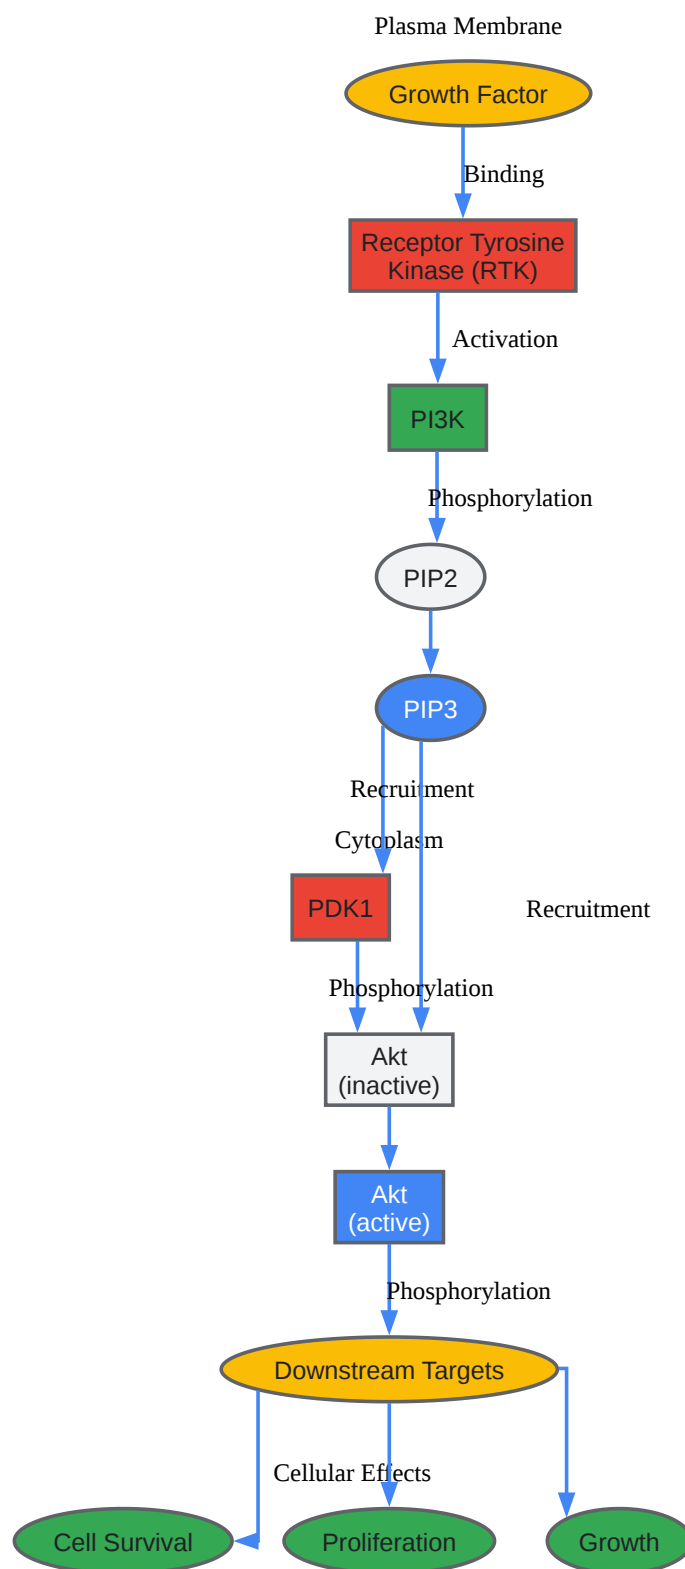 Plasma Membrane
Growth Factor
Binding
Receptor Tyrosine
Kinase (RTK)
Activation
PI3K
Phosphorylation
PIP2
PIP3
Recruitment
Cytoplasm
PDK1
Recruitment
Phosphorylation
Akt
(inactive)
Akt
(active)
Phosphorylation
Downstream Targets
Cellular Effects
Cell Survival
Proliferation
Growth